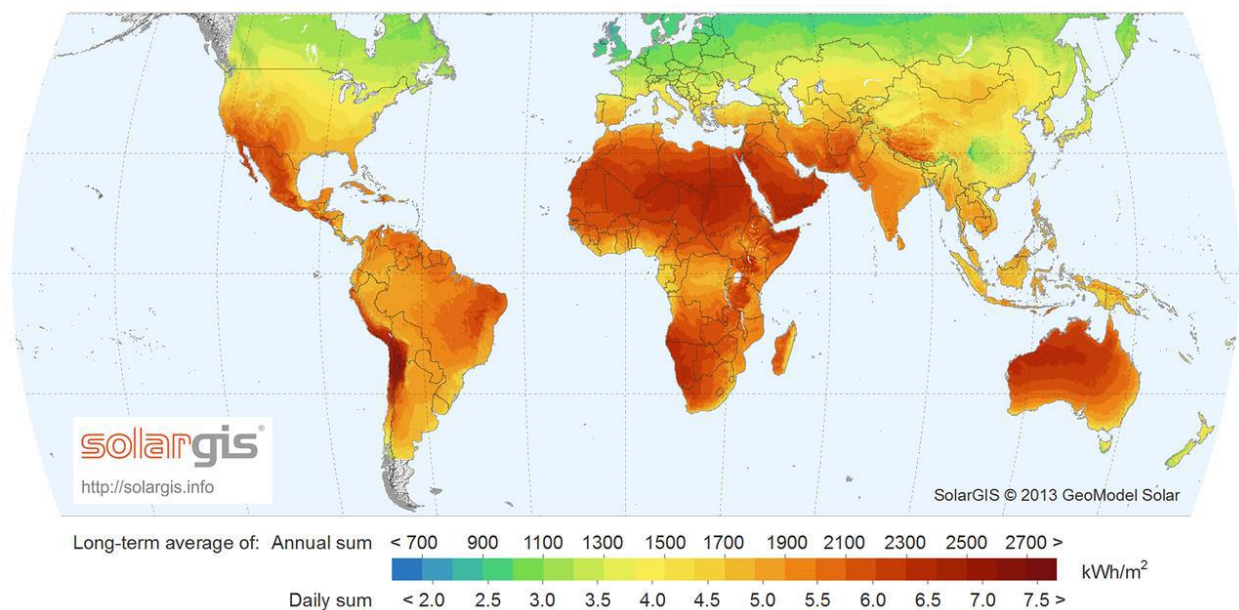 solargis®
http://solargis.info
SolarGIS © 2013 GeoModel Solar
Long-term average of: Annual sum < 700 900 1100 1300 1500 1700 1900 2100 2300 2500 2700 > kWh/m²
Daily sum < 2.0 2.5 3.0 3.5 4.0 4.5 5.0 5.5 6.0 6.5 7.0 7.5 >